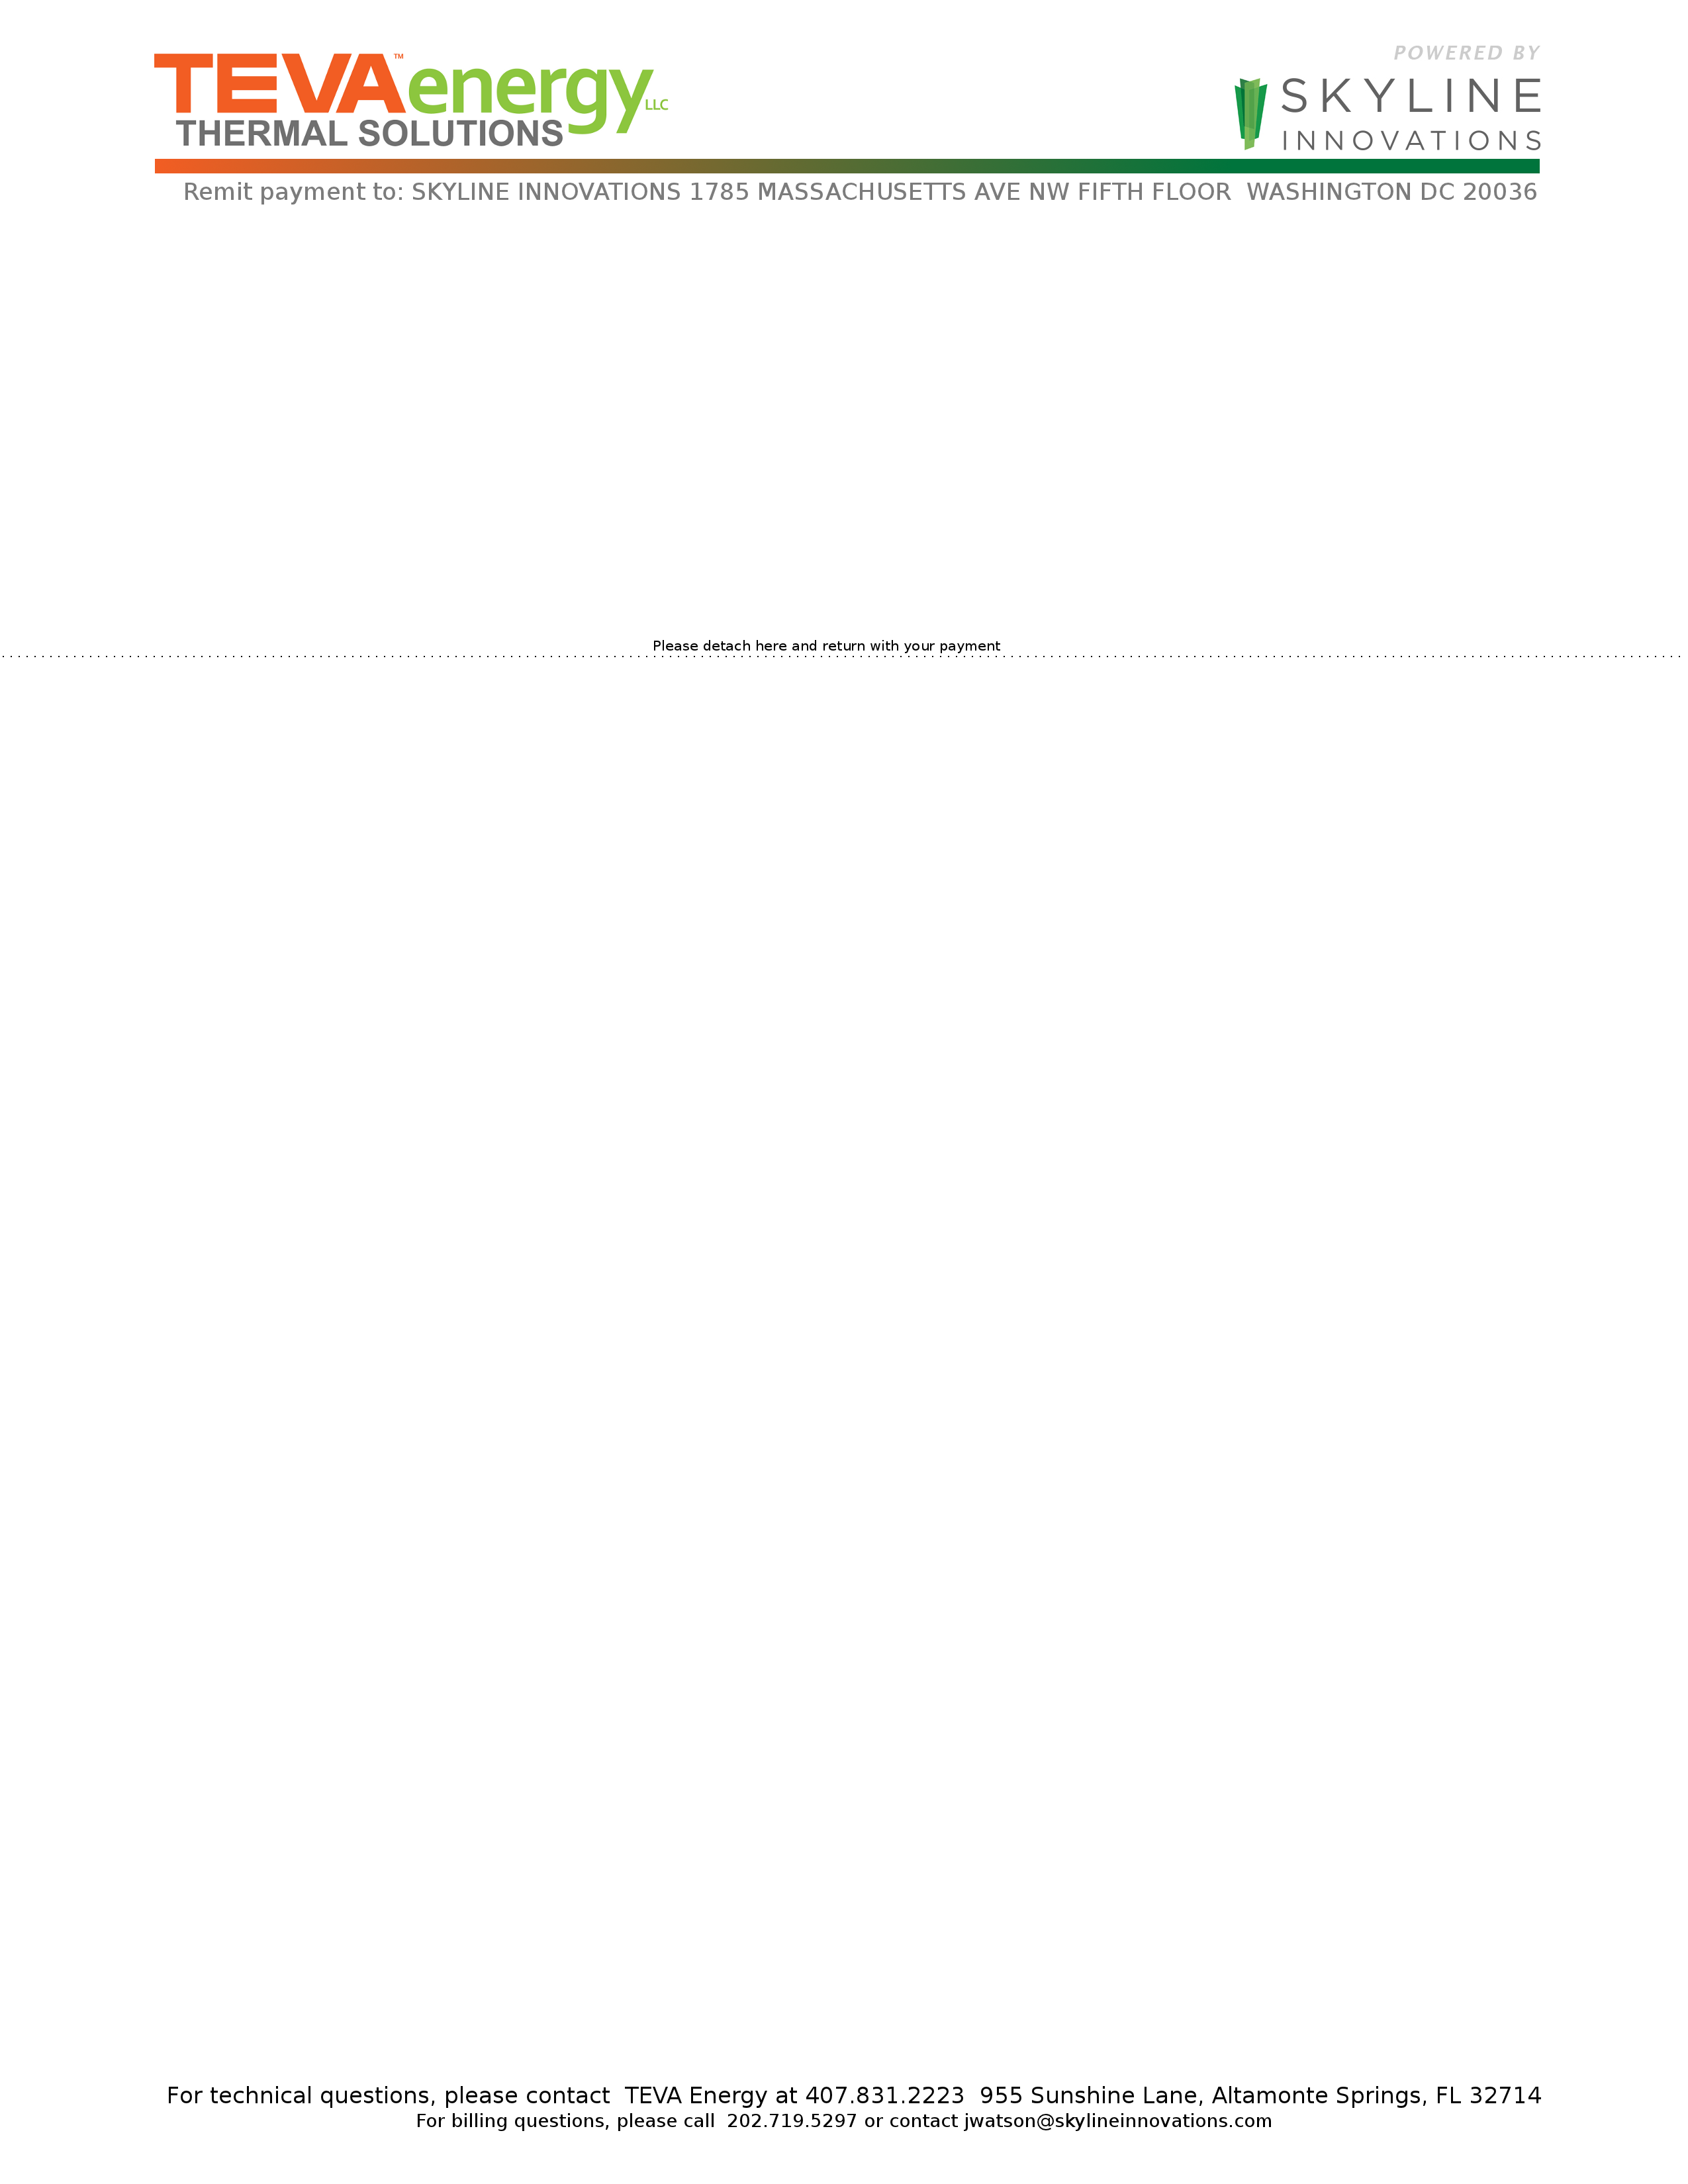 TEVA™energy LLC
THERMAL SOLUTIONS
POWERED BY
SKYLINE
INNOVATIONS
Remit payment to: SKYLINE INNOVATIONS 1785 MASSACHUSETTS AVE NW FIFTH FLOOR  WASHINGTON DC 20036
Please detach here and return with your payment
For technical questions, please contact  TEVA Energy at 407.831.2223  955 Sunshine Lane, Altamonte Springs, FL 32714
For billing questions, please call  202.719.5297 or contact jwatson@skylineinnovations.com